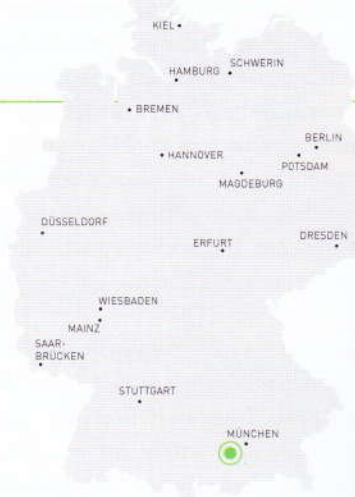 KIEL
SCHWERIN
HAMBURG
BREMEN
BERLIN
HANNOVER
POTSDAM
MAGDEBURG
DÜSSELDORF
DRESDEN
ERFURT
WIESBADEN
MAINZ
SAAR-
BRÜCKEN
STUTTGART
MÜNCHEN